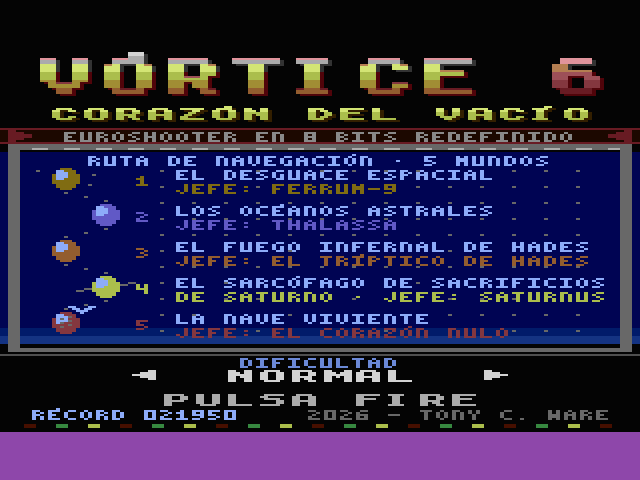 VÓRTICE 6
CORAZÓN DEL VACÍO
EUROSHOOTER EN 8 BITS REDEFINIDO
RUTA DE NAVEGACIÓN · 5 MUNDOS
1 EL DESGUACE ESPACIAL
JEFE: FERRUM-9
2 LOS OCÉANOS ASTRALES
JEFE: THALASSA
3 EL FUEGO INFERNAL DE HADES
JEFE: EL TRÍPTICO DE HADES
4 EL SARCÓFAGO DE SACRIFICIOS
DE SATURNO · JEFE: SATURNUS
5 LA NAVE VIVIENTE
JEFE: EL CORAZÓN NULO
DIFICULTAD
NORMAL
PULSA FIRE
RÉCORD 021950 2026 - TONY C. WARE